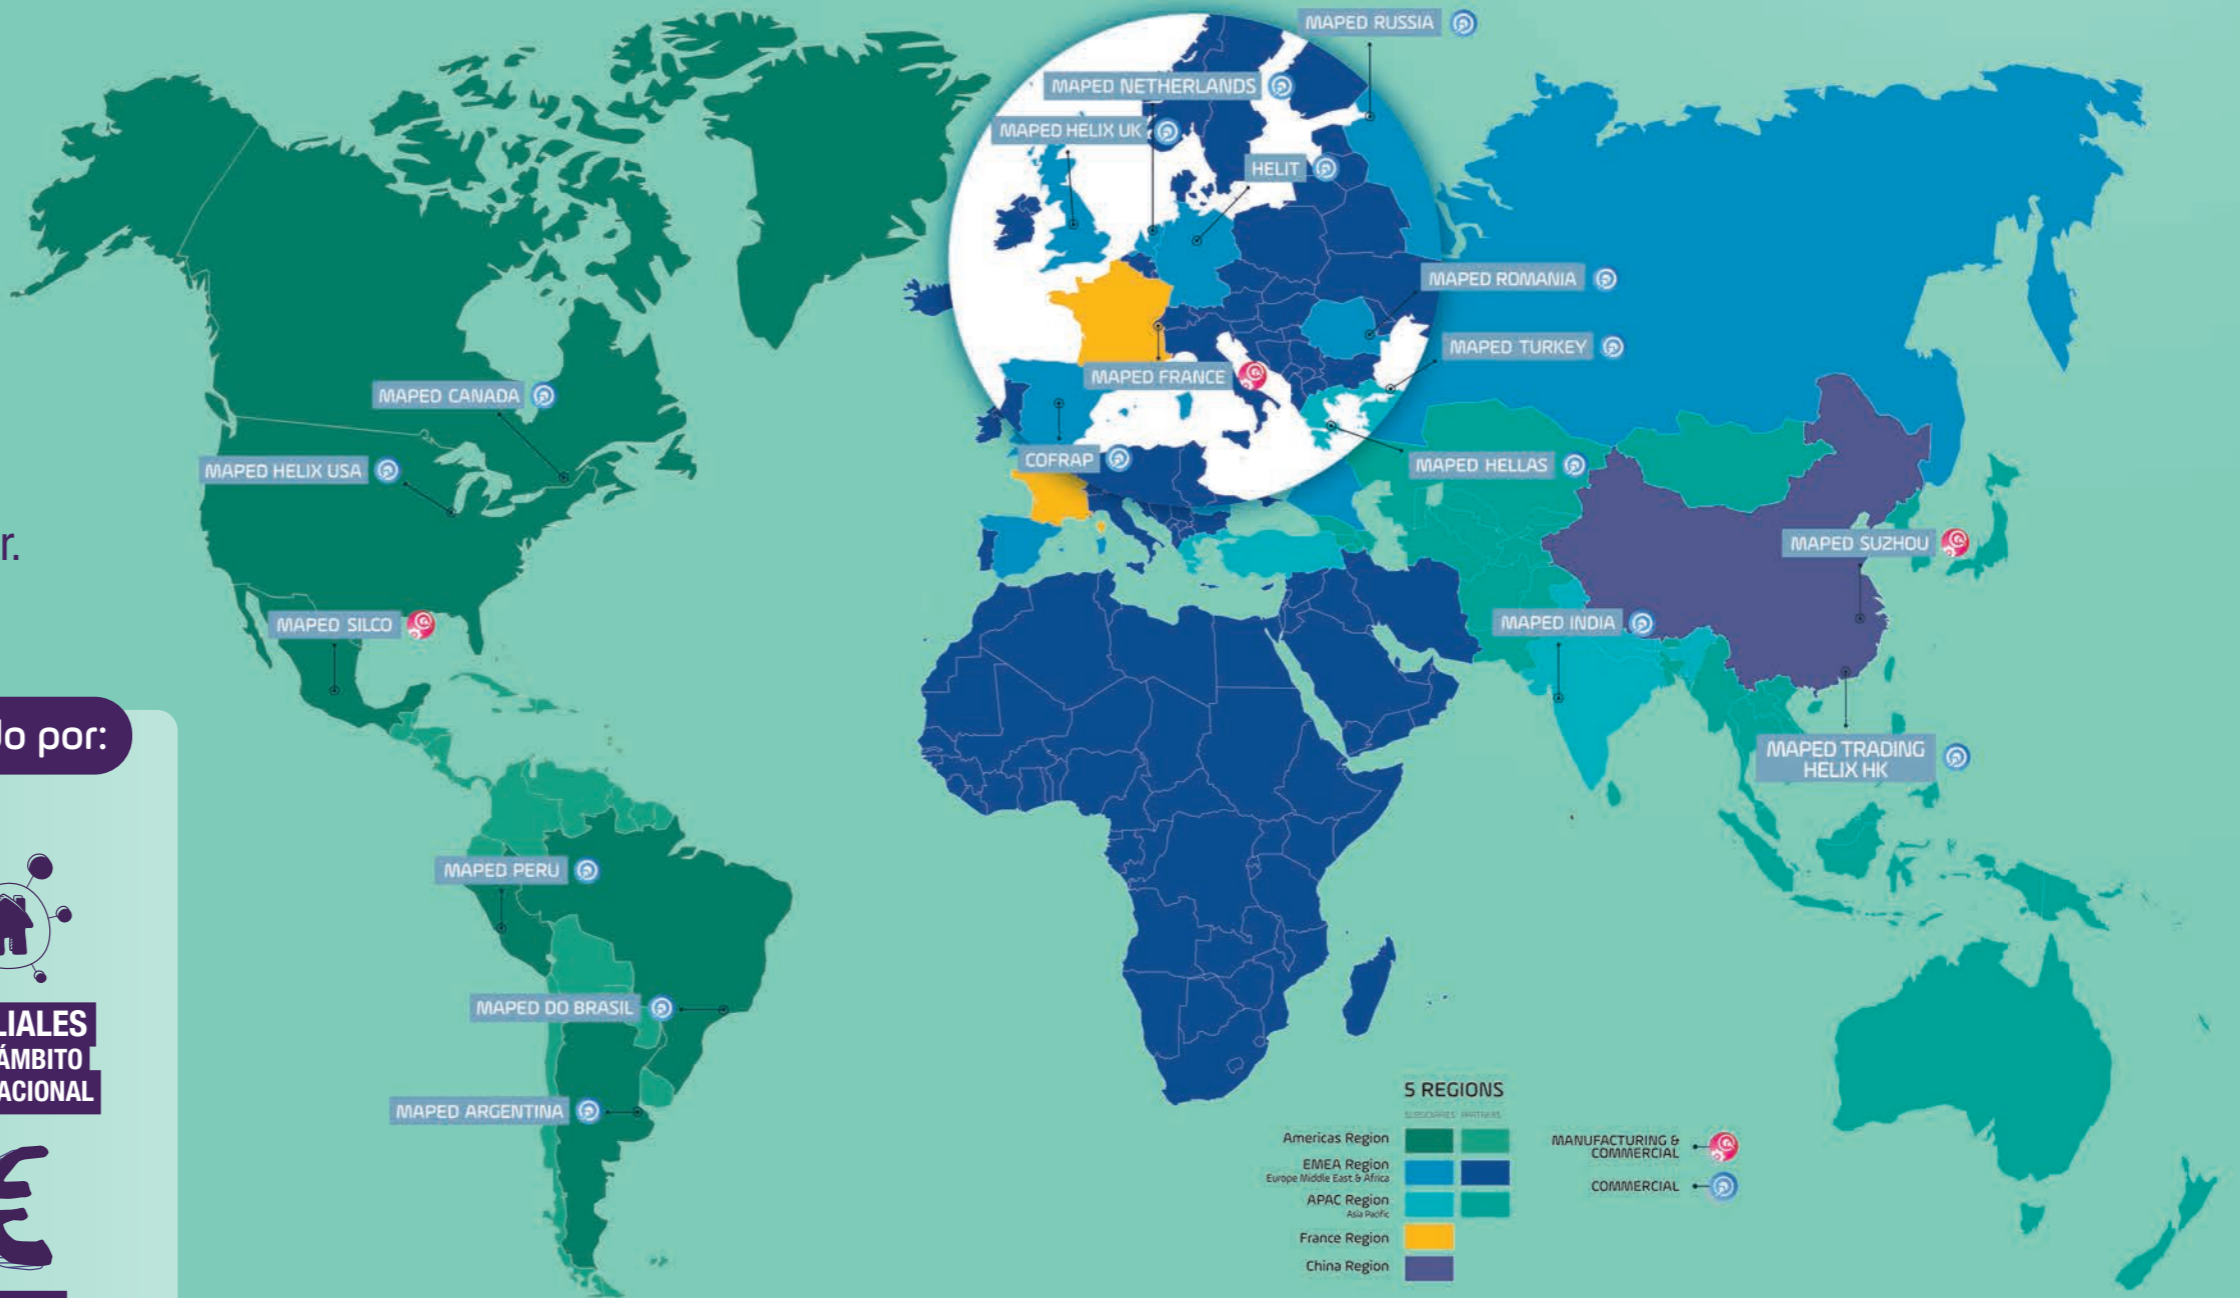 MAPED RUSSIA
MAPED NETHERLANDS
MAPED HELIX UK
HELIT
MAPED ROMANIA
MAPED TURKEY
MAPED FRANCE
MAPED CANADA
COFRAP
MAPED HELLAS
MAPED HELIX USA
r.
MAPED SUZHOU
MAPED SILCO
MAPED INDIA
o por:
MAPED TRADING
HELIX HK
MAPED PERU
MAPED DO BRASIL
LIALES
ÁMBITO
ACIONAL
MAPED ARGENTINA
€
5 REGIONS
SUBSIDIARIES PARTNERS
Americas Region
EMEA Region
Europe Middle East & Africa
APAC Region
Asia Pacific
France Region
China Region
MANUFACTURING &
COMMERCIAL
COMMERCIAL